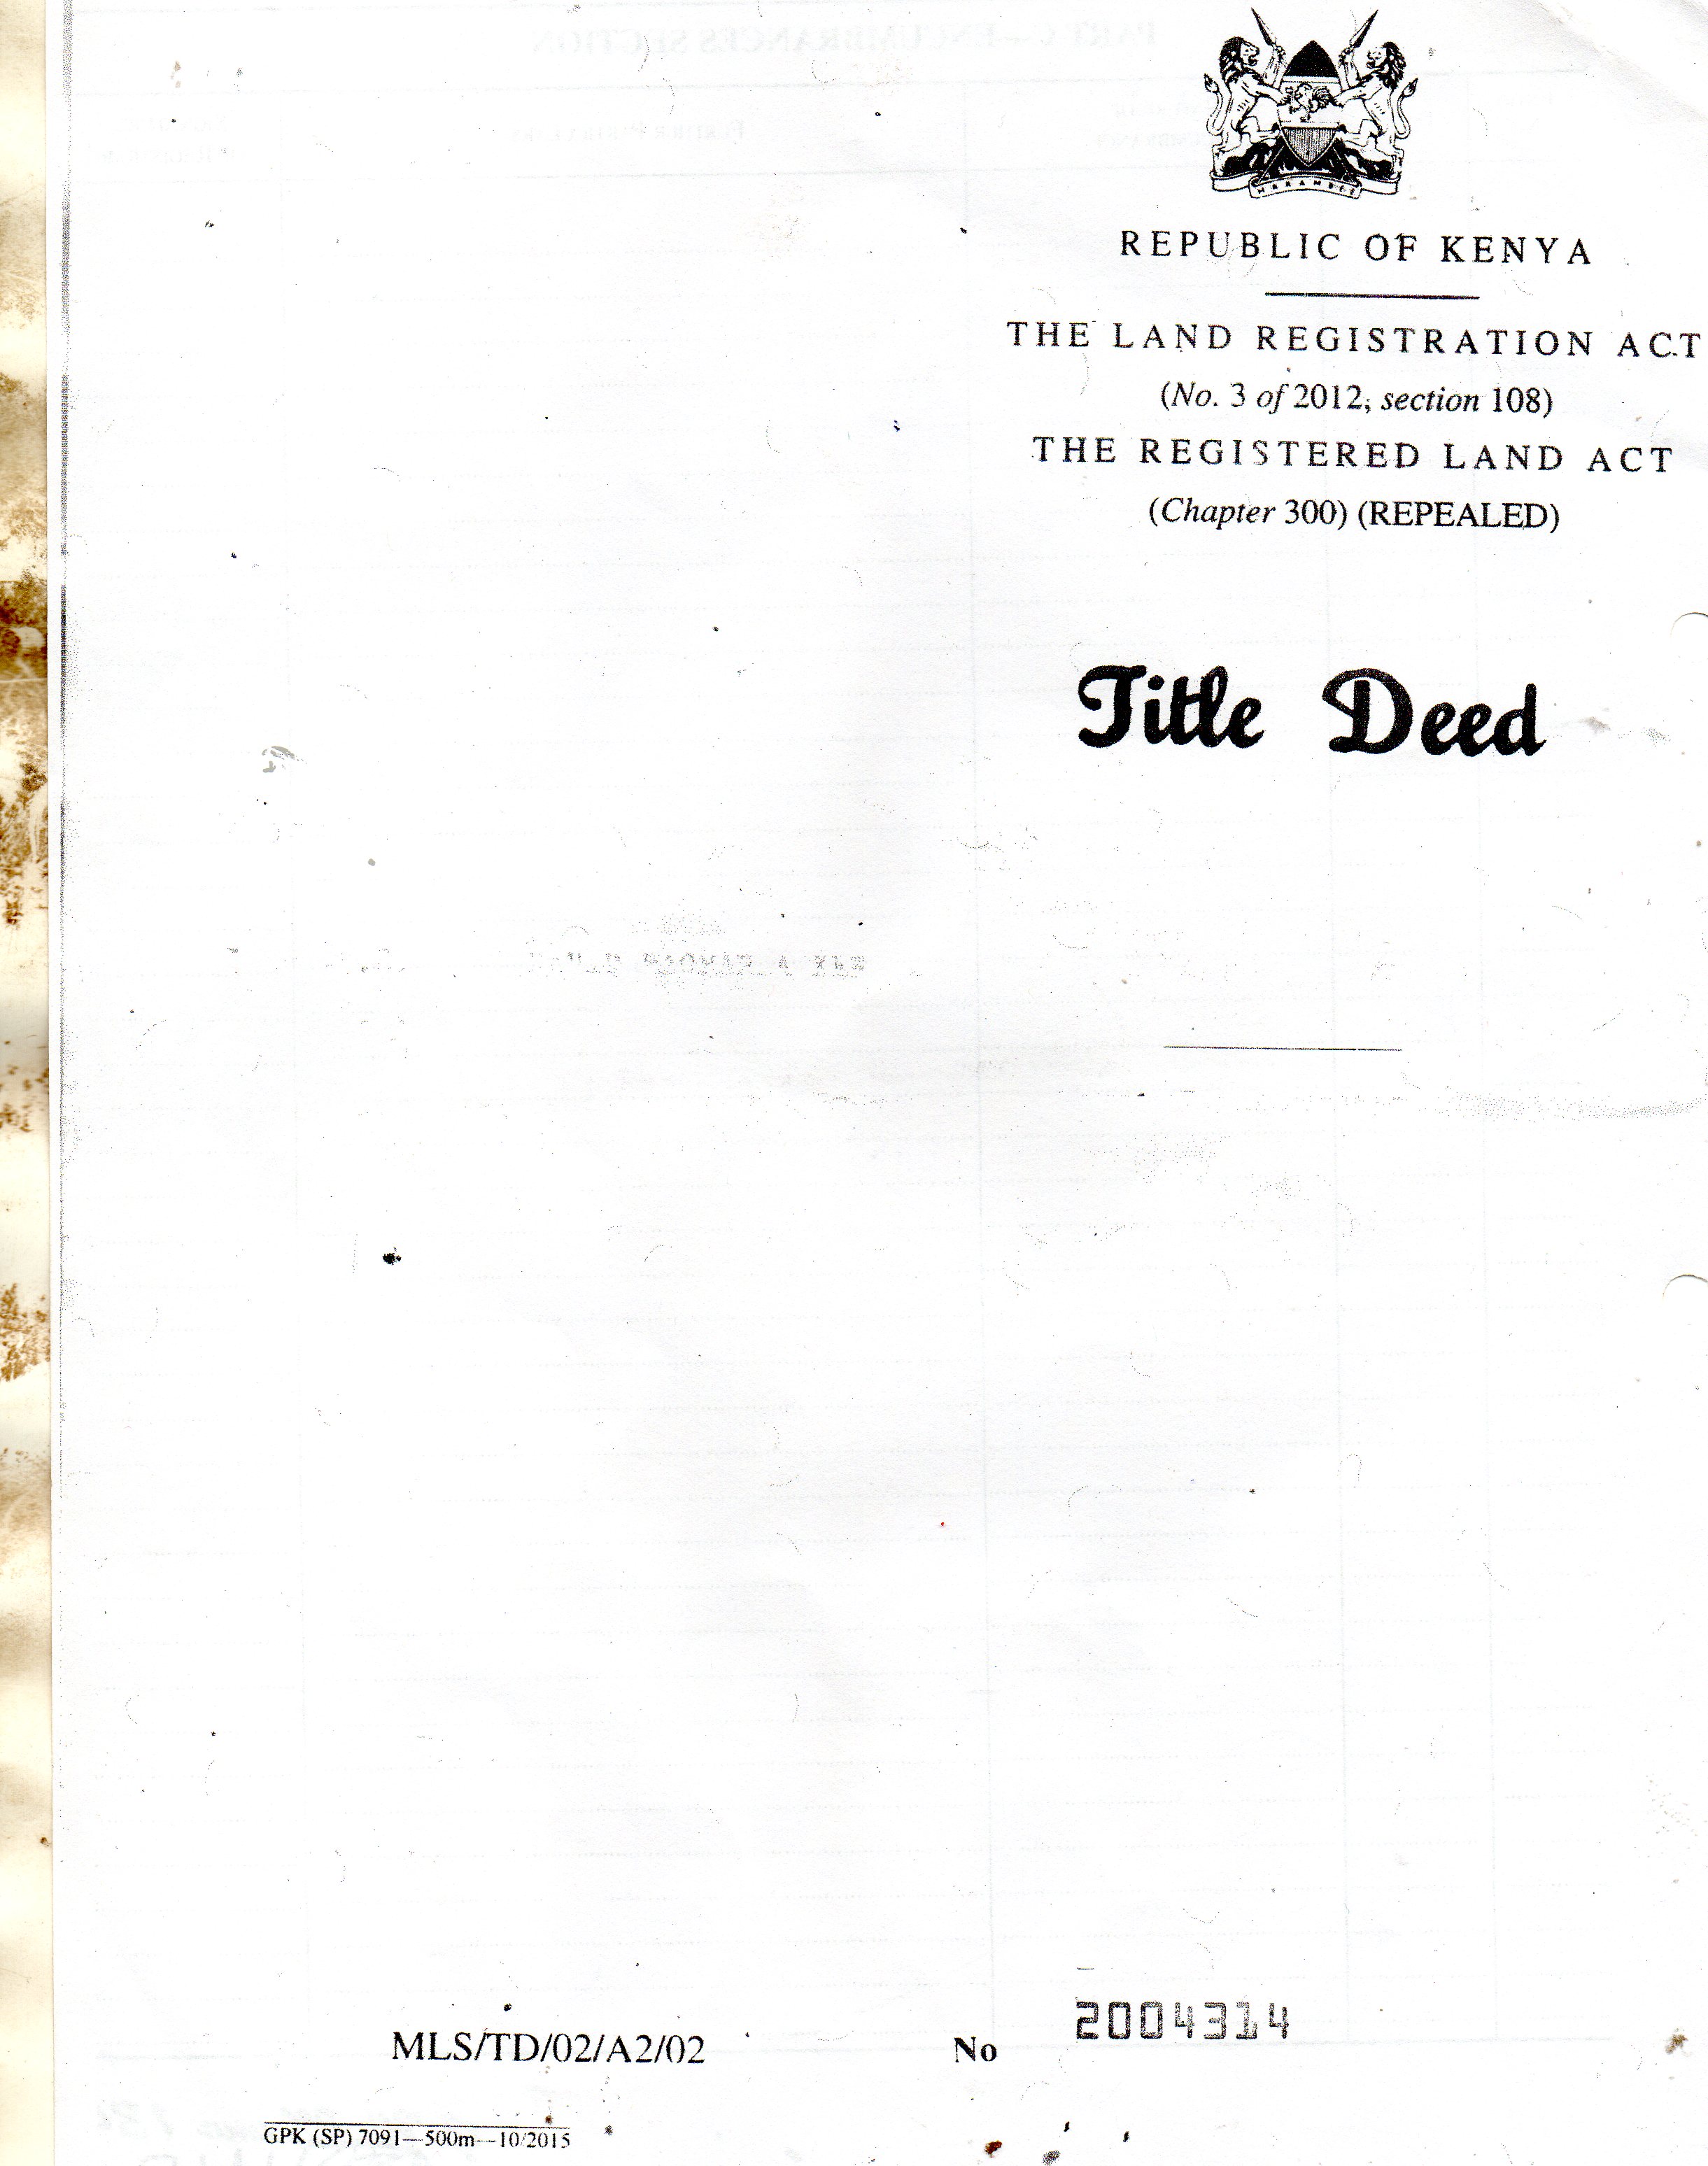 HARAMBEE
REPUBLIC OF KENYA
THE LAND REGISTRATION ACT
(No. 3 of 2012, section 108)
THE REGISTERED LAND ACT
(Chapter 300) (REPEALED)
Title Deed
MLS/TD/02/A2/02 No 2004314
GPK (SP) 7091—500m—10/2015